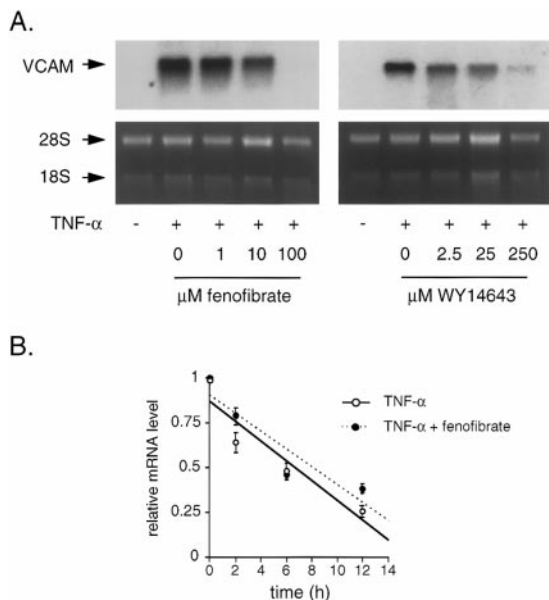 A.
VCAM
28S
18S
TNF-α - + + + + - + + + +
0 1 10 100 0 2.5 25 250
μM fenofibrate μM WY14643
B.
relative mRNA level
1
0.75
0.5
0.25
0
0 2 4 6 8 10 12 14
time (h)
TNF-α
TNF-α + fenofibrate